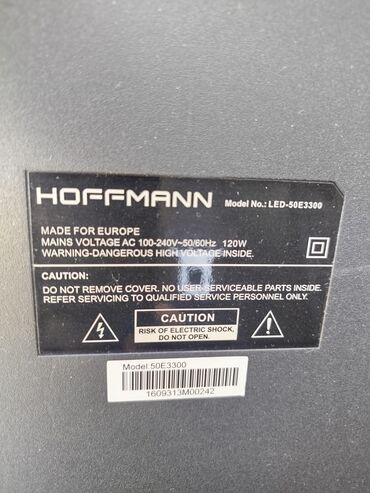 HOFFMANN Model No.: LED-50E3300
MADE FOR EUROPE
MAINS VOLTAGE AC 100-240V~50/60Hz 120W
WARNING-DANGEROUS HIGH VOLTAGE INSIDE.
CAUTION:
DO NOT REMOVE COVER. NO USER-SERVICEABLE PARTS INSIDE.
REFER SERVICING TO QUALIFIED SERVICE PERSONNEL ONLY.
CAUTION
RISK OF ELECTRIC SHOCK,
DO NOT OPEN.
Model:50E3300
1609313M00242